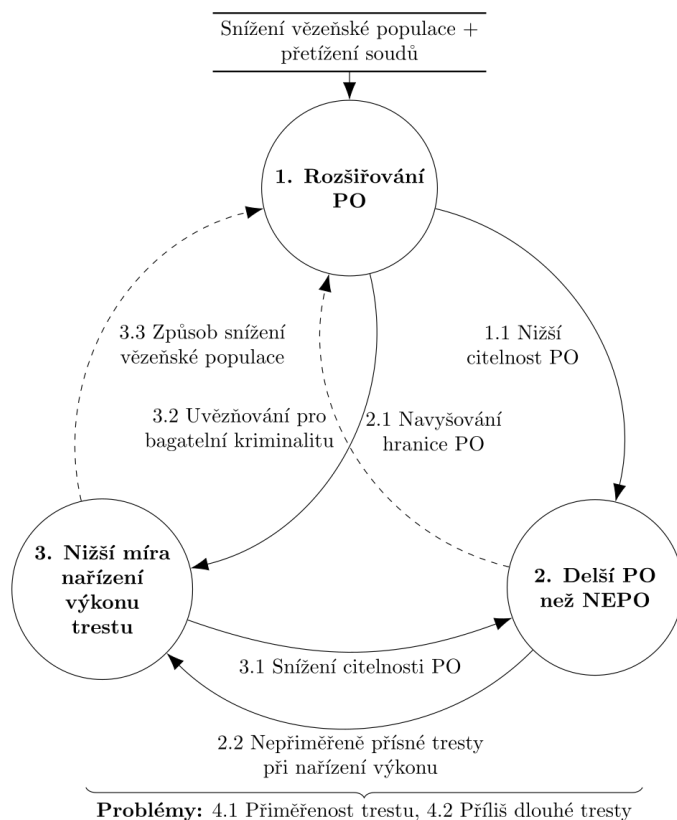 Snížení vězeňské populace +
přetížení soudů
1. Rozšiřování
PO
3.3 Způsob snížení
vězeňské populace
1.1 Nižší
citelnost PO
3.2 Uvězňování pro
bagatelní kriminalitu
2.1 Navyšování
hranice PO
3. Nižší míra
nařízení
výkonu
trestu
2. Delší PO
než NEPO
3.1 Snížení citelnosti PO
2.2 Nepřiměřeně přísné tresty
při nařízení výkonu
Problémy: 4.1 Přiměřenost trestu, 4.2 Příliš dlouhé tresty